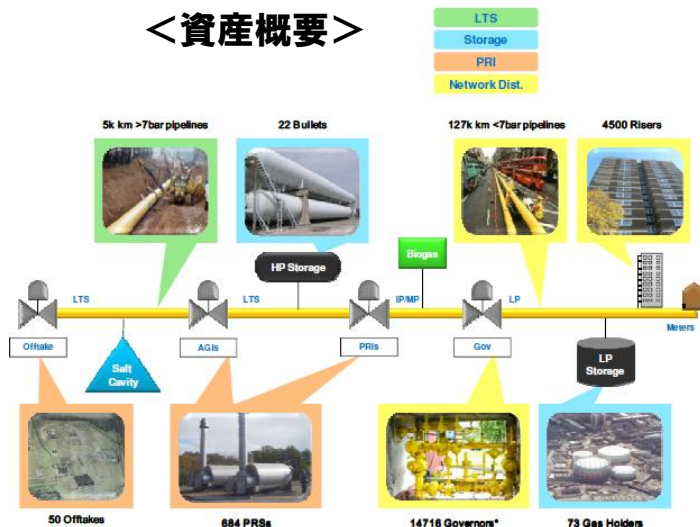 ＜資産概要＞
LTS
Storage
PRI
Network Dist.
5k km >7bar pipelines
22 Bullets
127k km <7bar pipelines
4500 Risers
HP Storage
Biogas
LTS
LTS
IP/MP
LP
Meters
Offtake
Salt
Cavity
AGIs
PRIs
Gov
LP
Storage
50 Offtakes
684 PRSs
14716 Governors*
73 Gas Holders